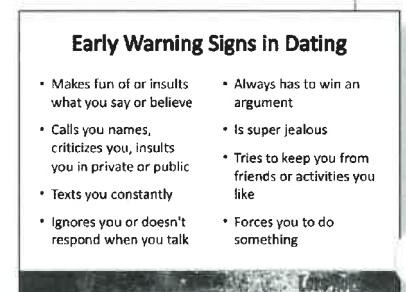 Early Warning Signs in Dating
• Makes fun of or insults
what you say or believe
• Calls you names,
criticizes you, insults
you in private or public
• Texts you constantly
• Ignores you or doesn't
respond when you talk
• Always has to win an
argument
• Is super jealous
• Tries to keep you from
friends or activities you
like
• Forces you to do
something